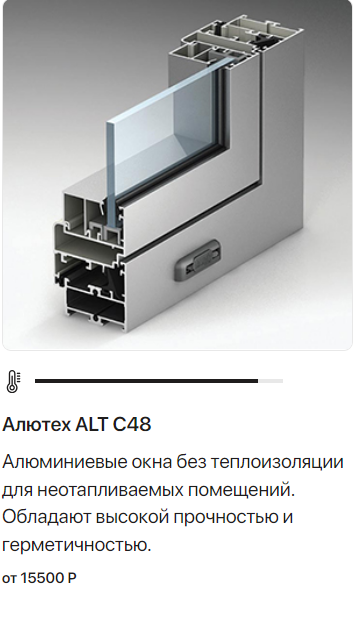 Алютех ALT C48
Алюминиевые окна без теплоизоляции
для неотапливаемых помещений.
Обладают высокой прочностью и
герметичностью.
от 15500 Р